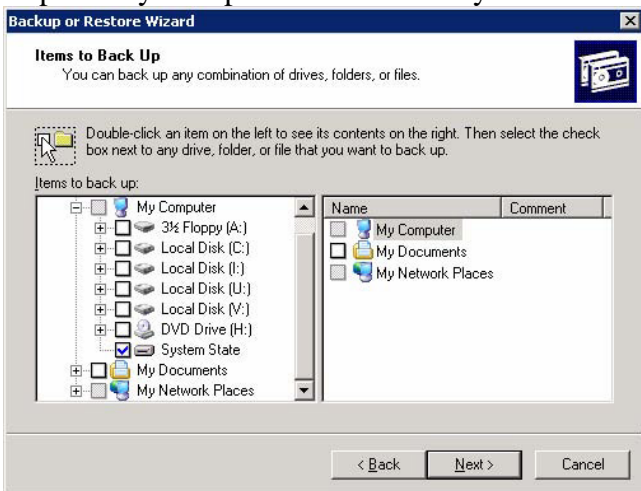 Backup or Restore Wizard
Items to Back Up
You can back up any combination of drives, folders, or files.
Double-click an item on the left to see its contents on the right. Then select the check
box next to any drive, folder, or file that you want to back up.
Items to back up:
My Computer
3½ Floppy (A:)
Local Disk (C:)
Local Disk (I:)
Local Disk (U:)
Local Disk (V:)
DVD Drive (H:)
System State
My Documents
My Network Places
Name Comment
My Computer
My Documents
My Network Places
< Back Next > Cancel